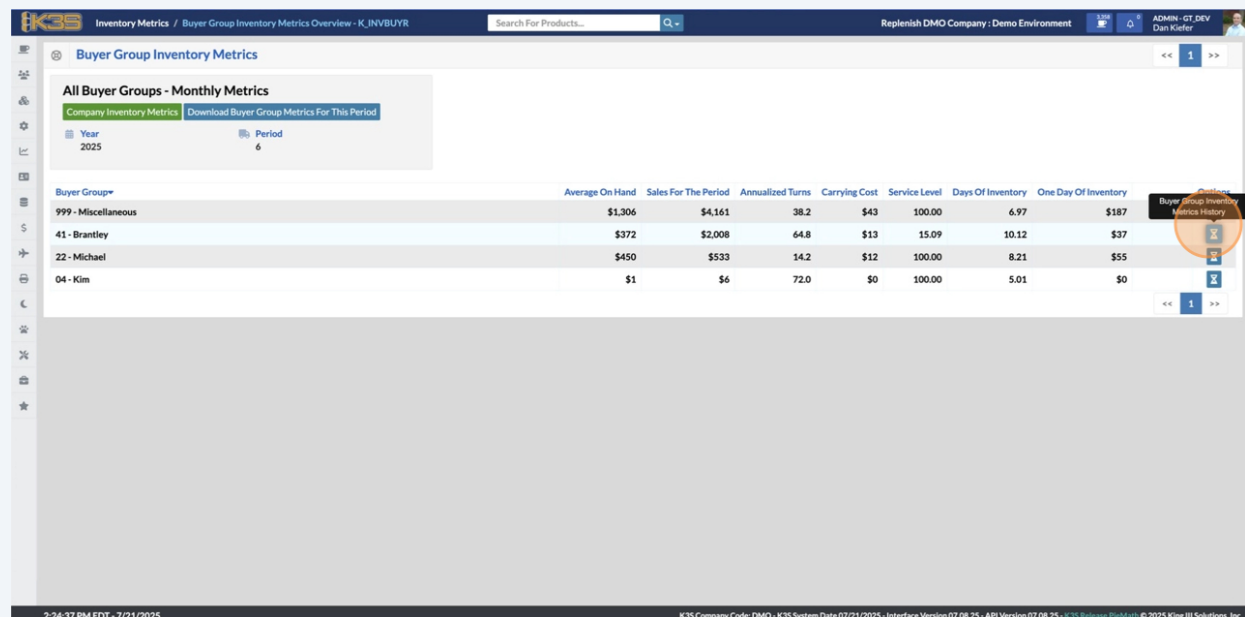 K3S Inventory Metrics / Buyer Group Inventory Metrics Overview - K_INVBUYR Search For Products... Replenish DMO Company : Demo Environment 3,358 0 ADMIN - GT_DEV
Dan Kiefer
Buyer Group Inventory Metrics << 1 >>
All Buyer Groups - Monthly Metrics
Company Inventory Metrics Download Buyer Group Metrics For This Period
Year Period
2025 6
Buyer Group Average On Hand Sales For The Period Annualized Turns Carrying Cost Service Level Days Of Inventory One Day Of Inventory Options
Buyer Group Inventory
Metrics History
999 - Miscellaneous $1,306 $4,161 38.2 $43 100.00 6.97 $187
41 - Brantley $372 $2,008 64.8 $13 15.09 10.12 $37
22 - Michael $450 $533 14.2 $12 100.00 8.21 $55
04 - Kim $1 $6 72.0 $0 100.00 5.01 $0
<< 1 >>
2:24:37 PM EDT - 7/21/2025 K3S Company Code: DMO - K3S System Date 07/21/2025 - Interface Version 07.08.25 - API Version 07.08.25 - K3S Release PieMath © 2025 King III Solutions, Inc.